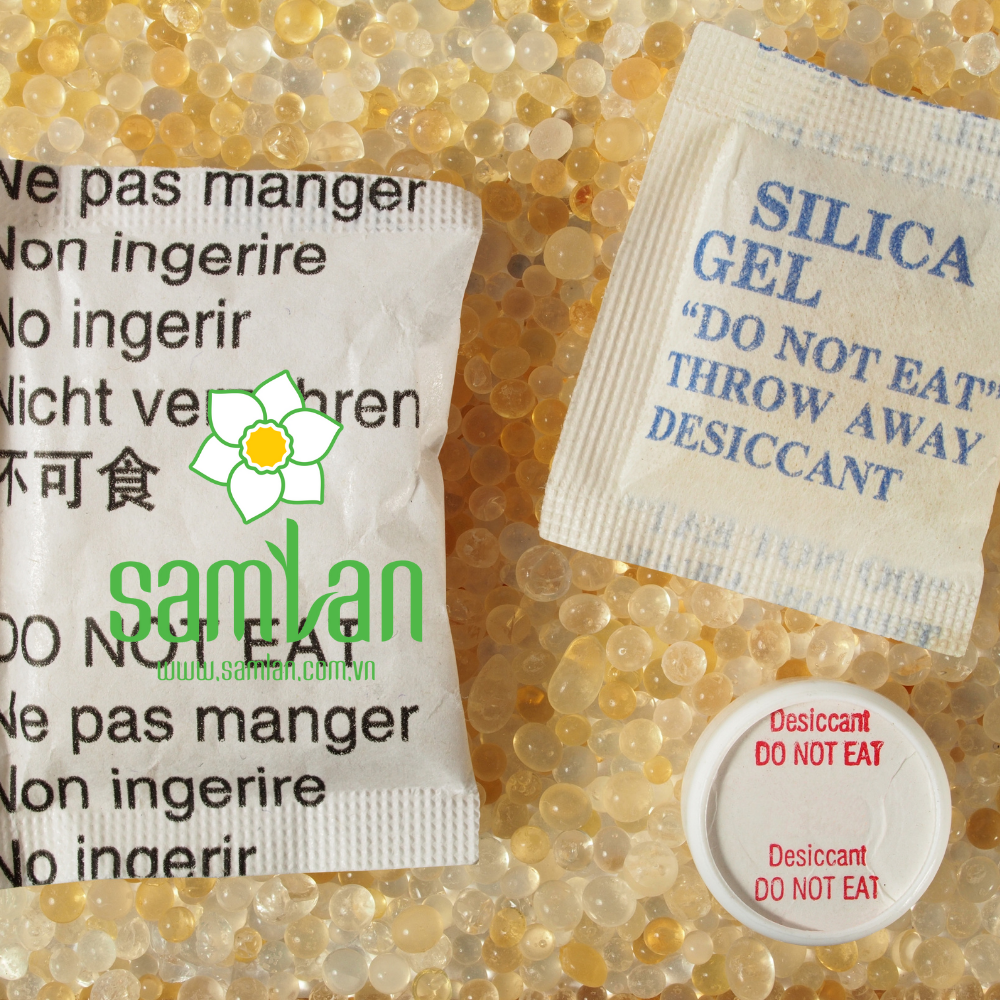 Ne pas manger
Non ingerire
No ingerir
Nicht
不可食
DO NOT EAT
Ne pas manger
Non ingerire
No ingerir
samLan
www.samlan.com.vn
SILICA
GEL
"DO NOT EAT"
THROW AWAY
DESICCANT
Desiccant
DO NOT EAT
Desiccant
DO NOT EAT